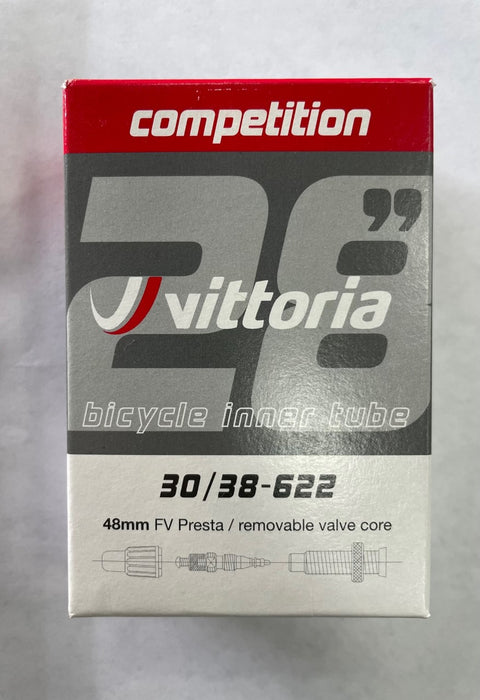 competition
28”
vittoria
bicycle inner tube
30/38-622
48mm FV Presta / removable valve core